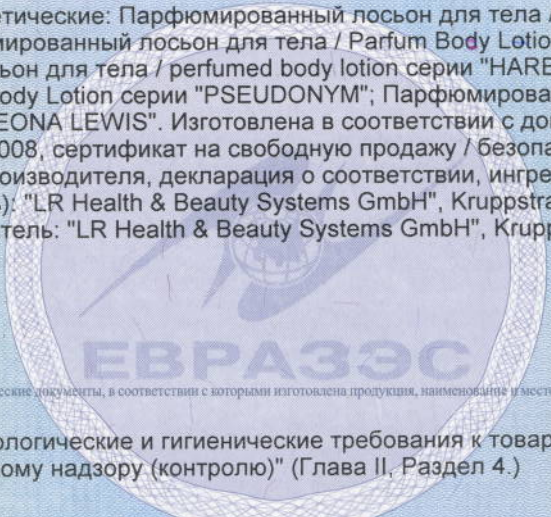 етические: Парфюмированный лосьон для тела
мированный лосьон для тела / Parfum Body Lotio
ьон для тела / perfumed body lotion серии "HARE
ody Lotion серии "PSEUDONYM"; Парфюмирова
EONA LEWIS". Изготовлена в соответствии с до
008, сертификат на свободную продажу / безопа
оизводителя, декларация о соответствии, ингре
): "LR Health & Beauty Systems GmbH", Kruppstra
тель: "LR Health & Beauty Systems GmbH", Krupp
ЕВРАЗЭС
еские документы, в соответствии с которыми изготовлена продукция, наименование и мест
ологические и гигиенические требования к товар
ому надзору (контролю)" (Глава II, Раздел 4.)